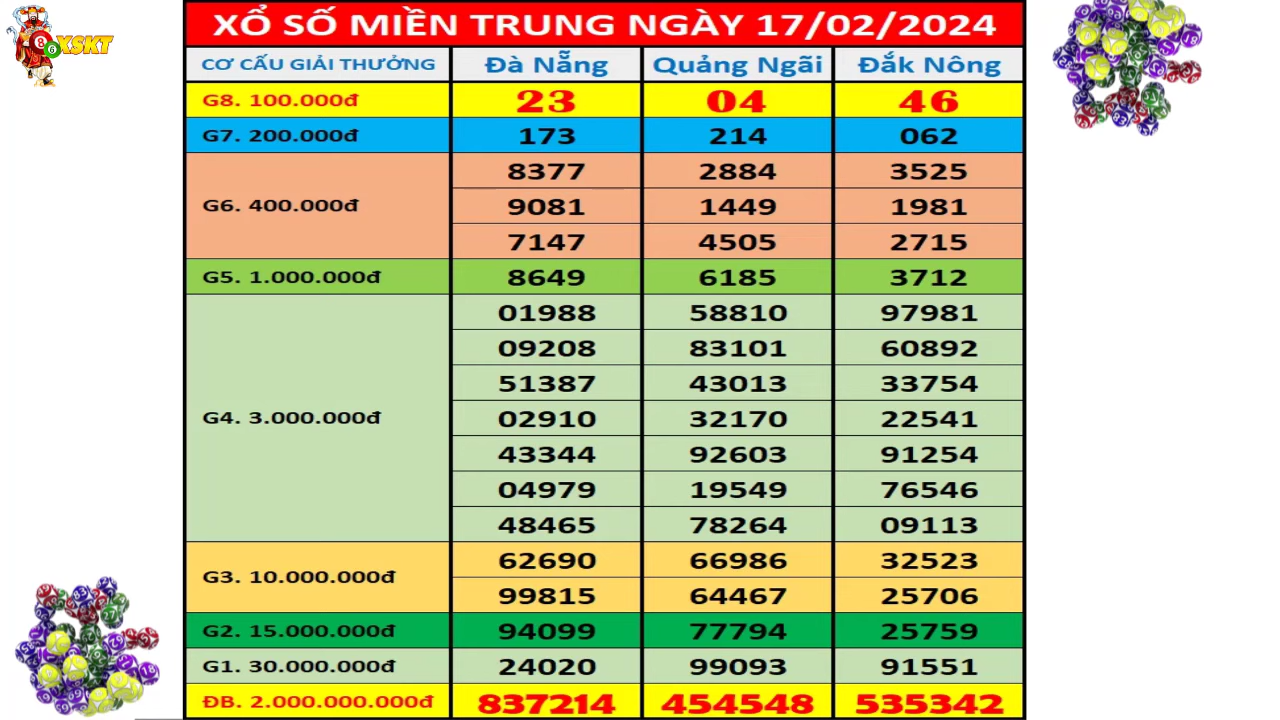 XSKT
XỔ SỐ MIỀN TRUNG NGÀY 17/02/2024
CƠ CẤU GIẢI THƯỞNG Đà Nẵng Quảng Ngãi Đắk Nông
G8. 100.000đ 23 04 46
G7. 200.000đ 173 214 062
8377 2884 3525
G6. 400.000đ 9081 1449 1981
7147 4505 2715
G5. 1.000.000đ 8649 6185 3712
01988 58810 97981
09208 83101 60892
51387 43013 33754
G4. 3.000.000đ 02910 32170 22541
43344 92603 91254
04979 19549 76546
48465 78264 09113
62690 66986 32523
G3. 10.000.000đ
99815 64467 25706
G2. 15.000.000đ 94099 77794 25759
G1. 30.000.000đ 24020 99093 91551
ĐB. 2.000.000.000đ 837214 454548 535342